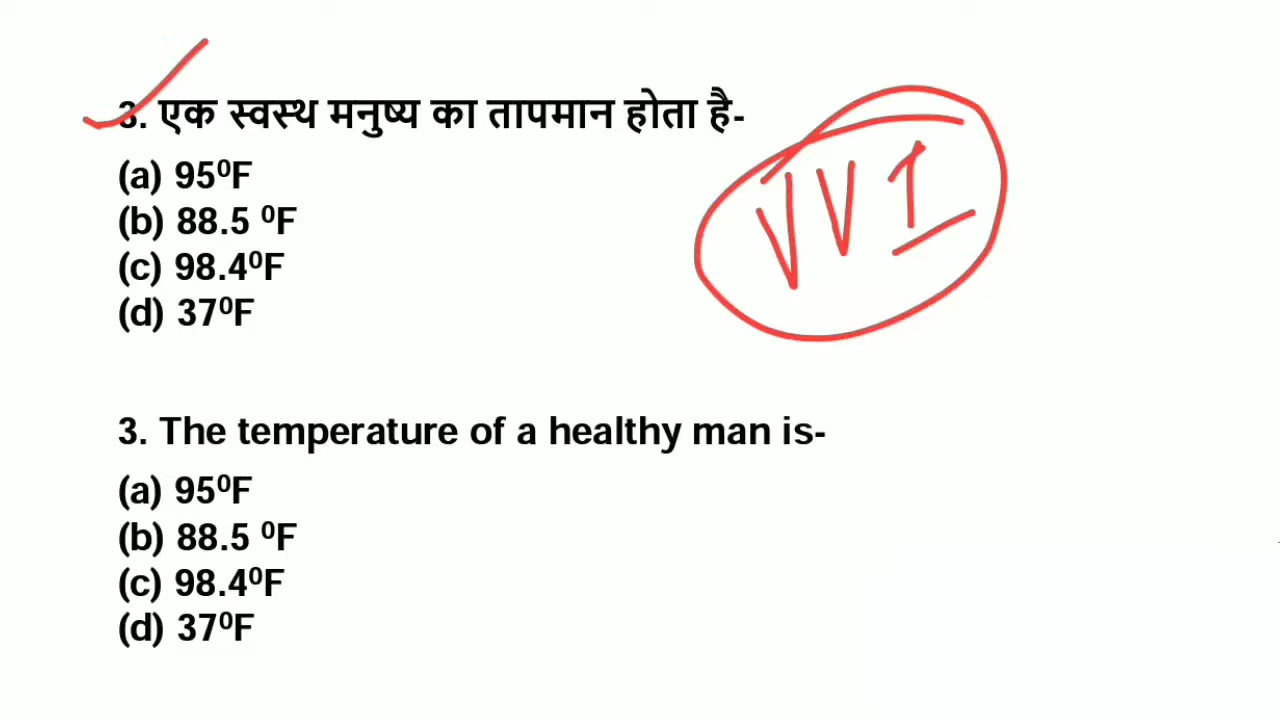 3. एक स्वस्थ मनुष्य का तापमान होता है-
VVI
(a) 95⁰F
(b) 88.5 ⁰F
(c) 98.4⁰F
(d) 37⁰F
3. The temperature of a healthy man is-
(a) 95⁰F
(b) 88.5 ⁰F
(c) 98.4⁰F
(d) 37⁰F